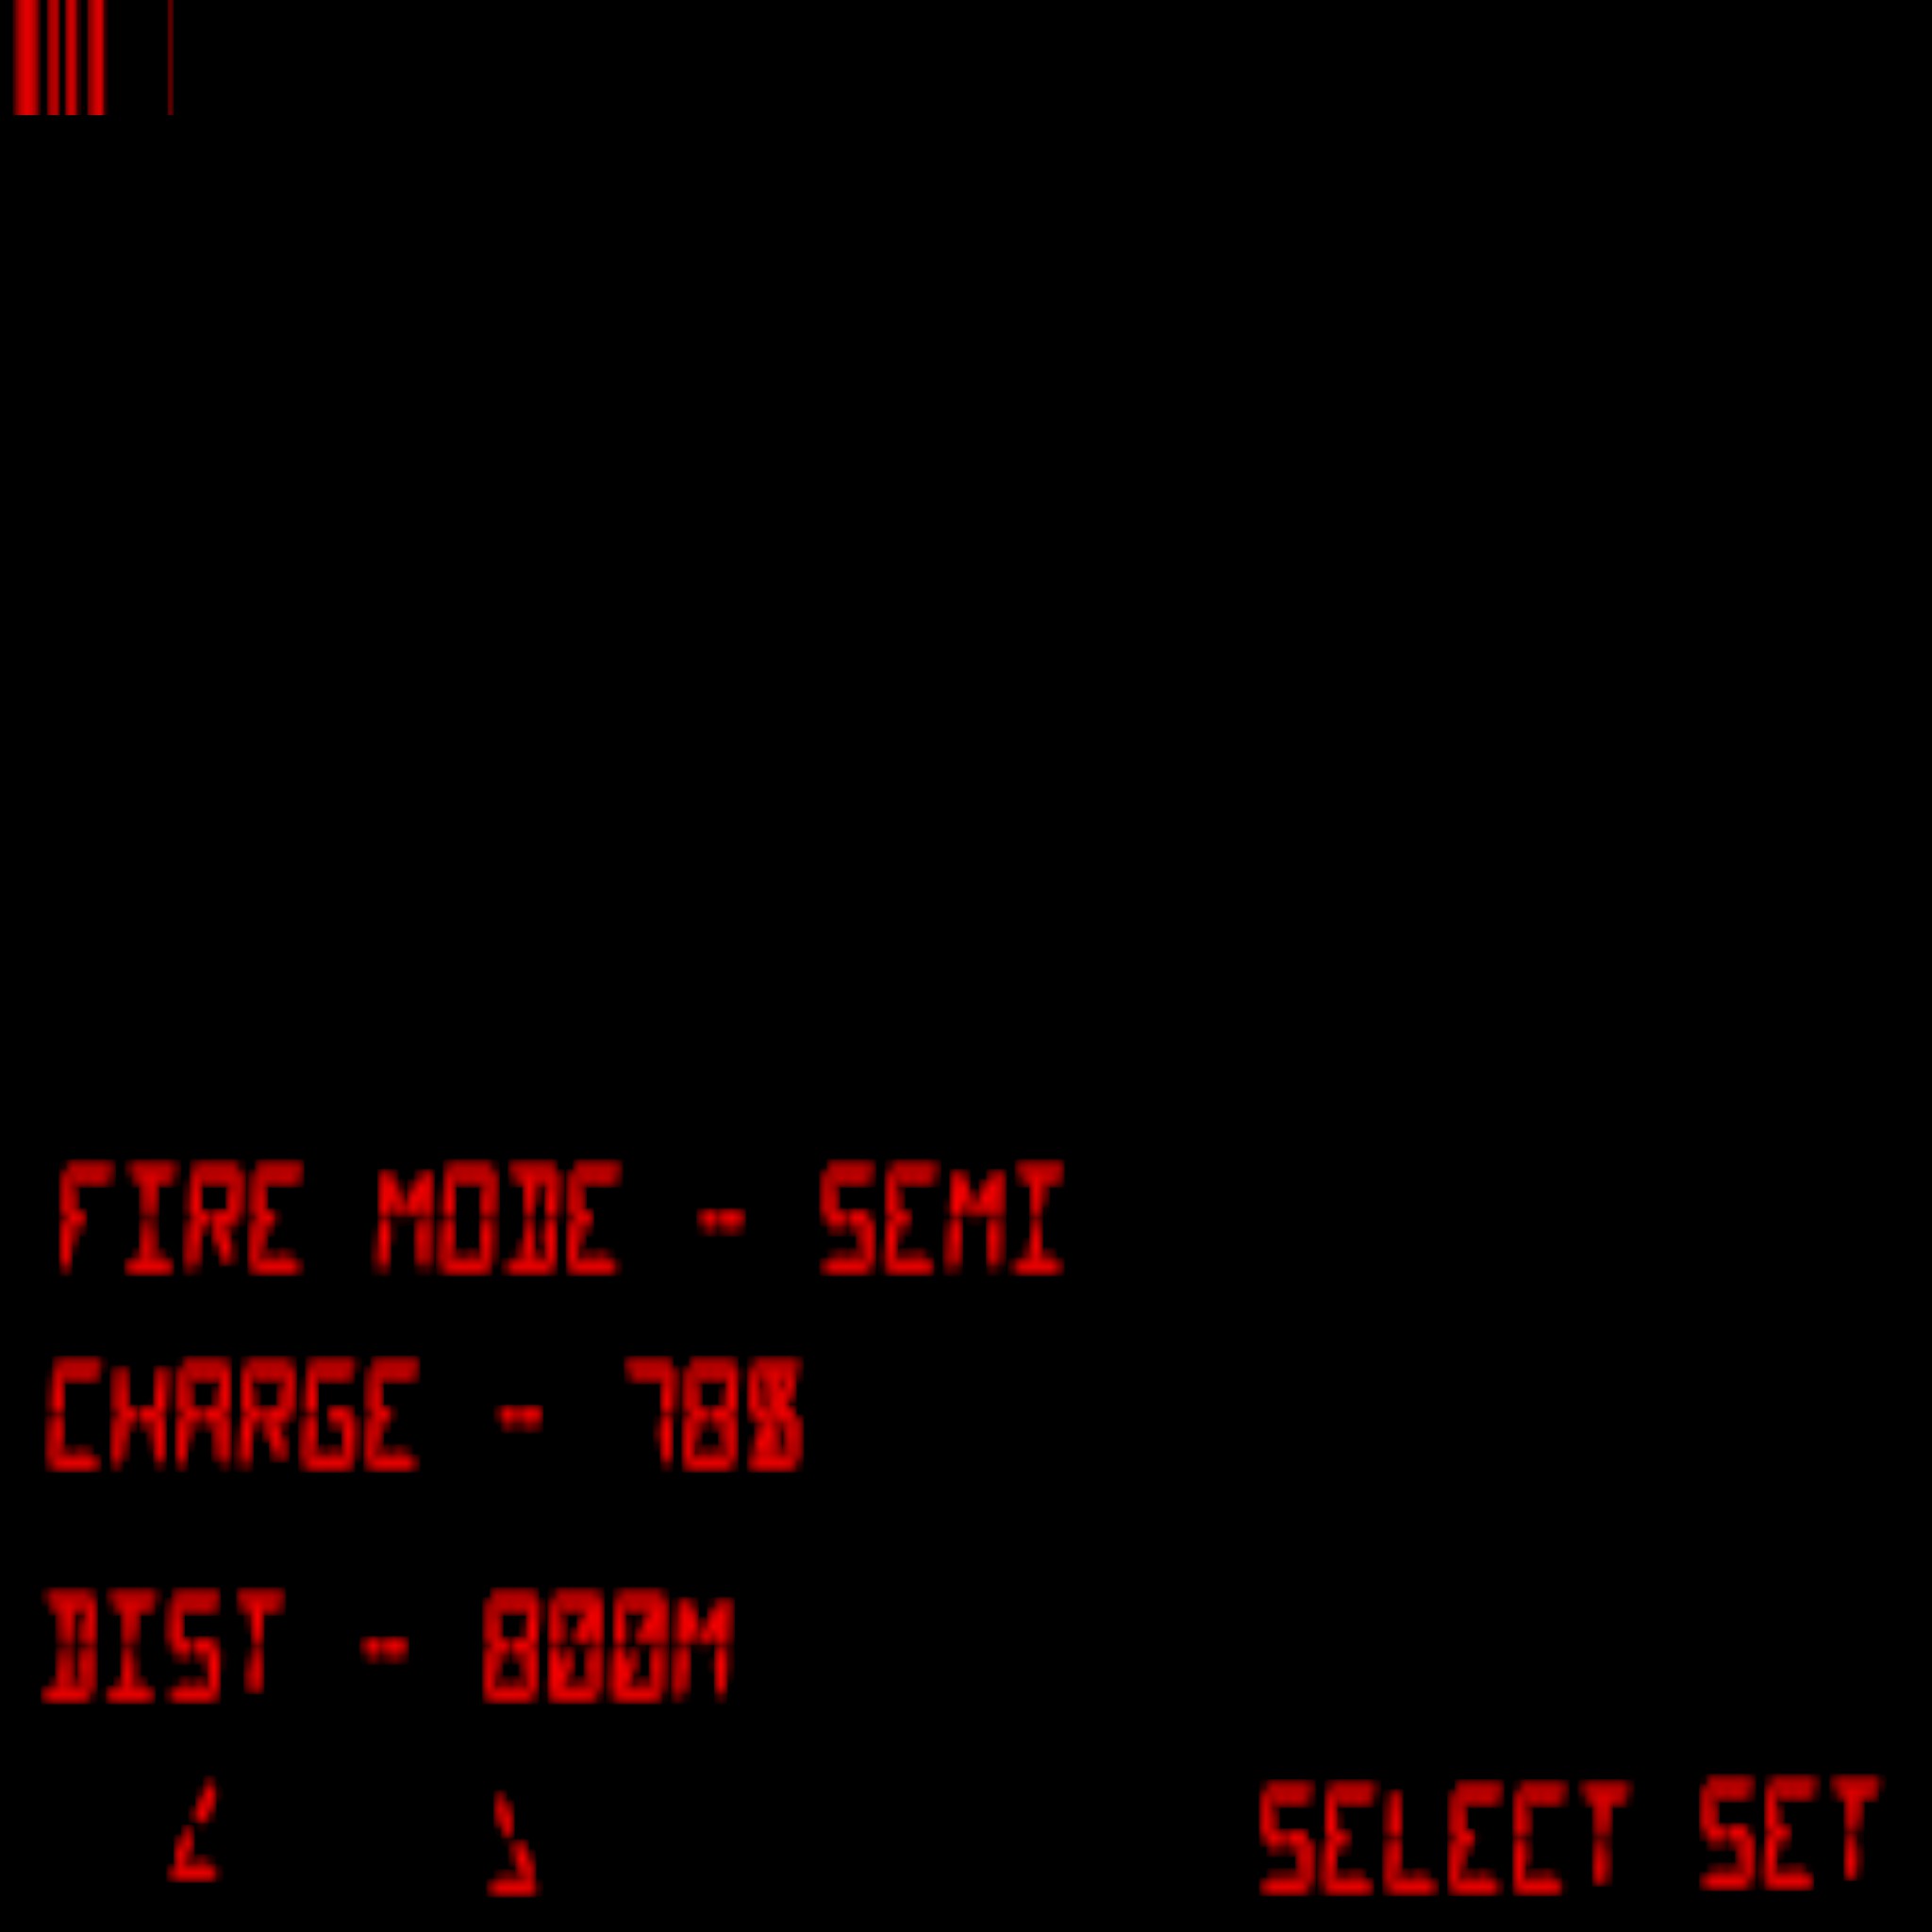 FIRE MODE - SEMI
CHARGE - 78%
DIST - 800M
SELECT SET